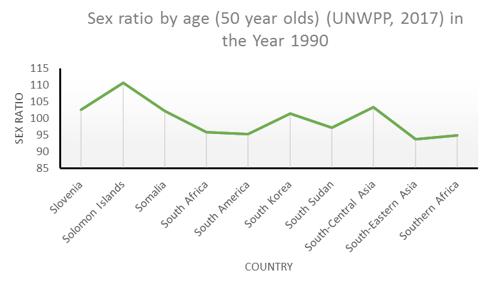 Sex ratio by age (50 year olds) (UNWPP, 2017) in
the Year 1990
115
110
105
100
95
90
85
SEX RATIO
Slovenia
Solomon Islands
Somalia
South Africa
South America
South Korea
South Sudan
South-Central Asia
South-Eastern Asia
Southern Africa
COUNTRY